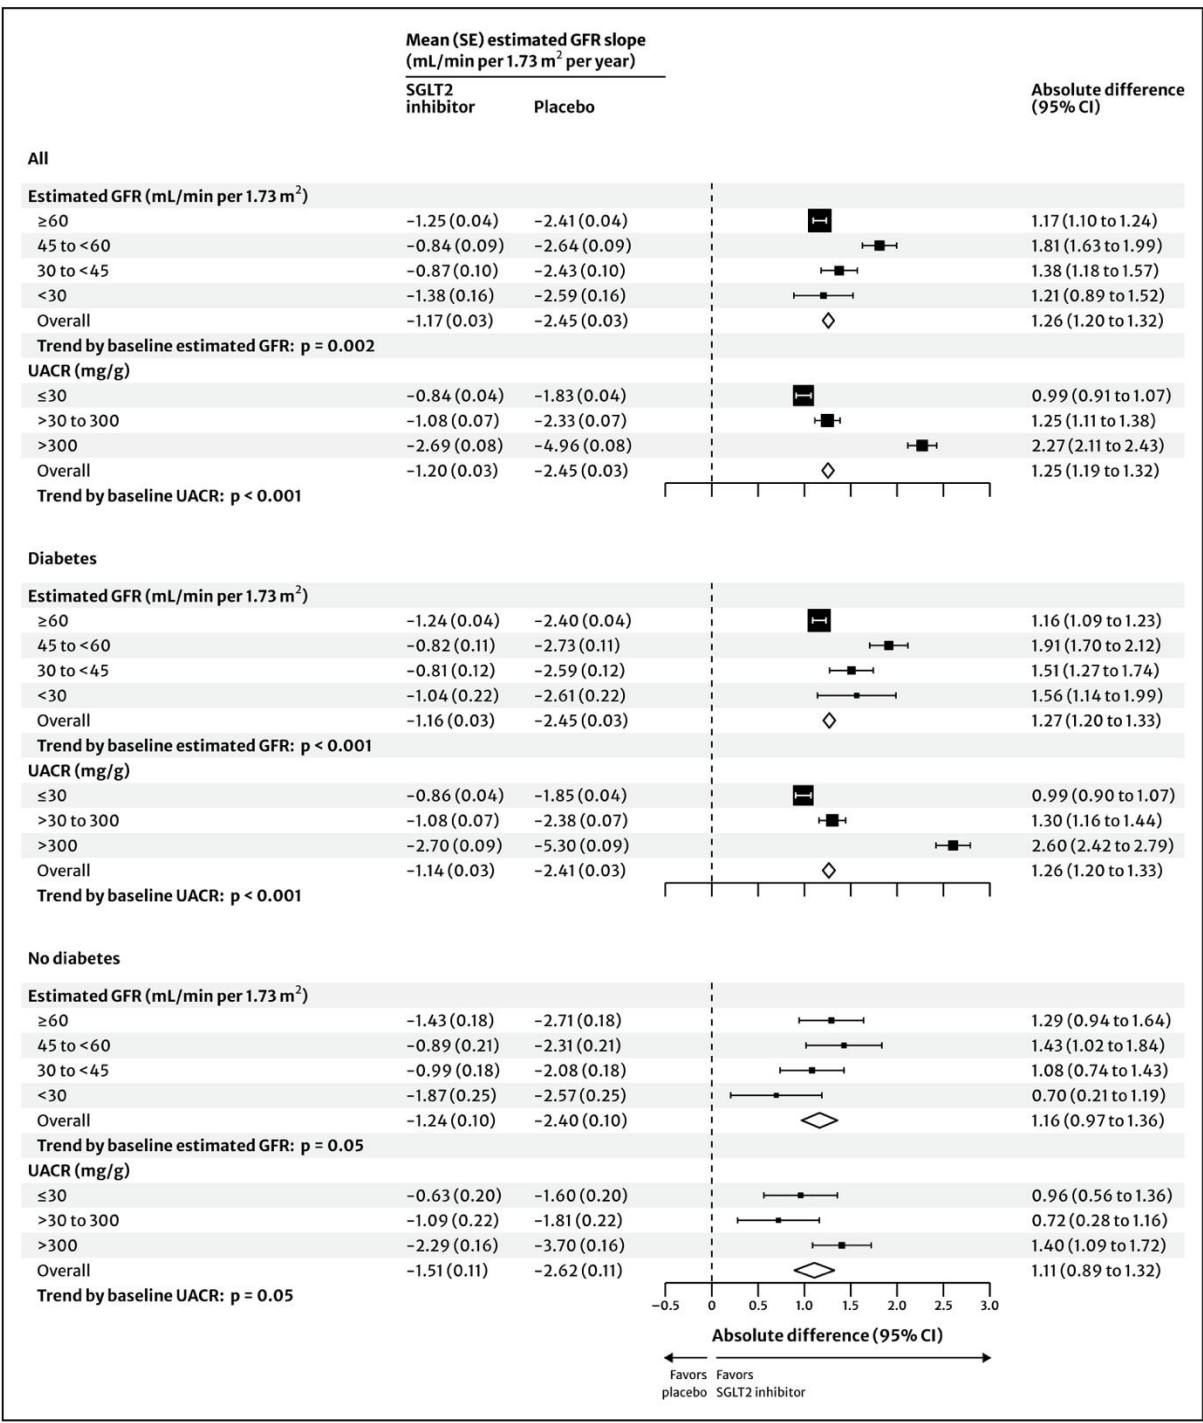 Mean (SE) estimated GFR slope
(mL/min per 1.73 m² per year)
SGLT2 inhibitor Placebo Absolute difference (95% CI)
All
Estimated GFR (mL/min per 1.73 m²)
≥60 −1.25 (0.04) −2.41 (0.04) 1.17 (1.10 to 1.24)
45 to <60 −0.84 (0.09) −2.64 (0.09) 1.81 (1.63 to 1.99)
30 to <45 −0.87 (0.10) −2.43 (0.10) 1.38 (1.18 to 1.57)
<30 −1.38 (0.16) −2.59 (0.16) 1.21 (0.89 to 1.52)
Overall −1.17 (0.03) −2.45 (0.03) 1.26 (1.20 to 1.32)
Trend by baseline estimated GFR: p = 0.002
UACR (mg/g)
≤30 −0.84 (0.04) −1.83 (0.04) 0.99 (0.91 to 1.07)
>30 to 300 −1.08 (0.07) −2.33 (0.07) 1.25 (1.11 to 1.38)
>300 −2.69 (0.08) −4.96 (0.08) 2.27 (2.11 to 2.43)
Overall −1.20 (0.03) −2.45 (0.03) 1.25 (1.19 to 1.32)
Trend by baseline UACR: p < 0.001
Diabetes
Estimated GFR (mL/min per 1.73 m²)
≥60 −1.24 (0.04) −2.40 (0.04) 1.16 (1.09 to 1.23)
45 to <60 −0.82 (0.11) −2.73 (0.11) 1.91 (1.70 to 2.12)
30 to <45 −0.81 (0.12) −2.59 (0.12) 1.51 (1.27 to 1.74)
<30 −1.04 (0.22) −2.61 (0.22) 1.56 (1.14 to 1.99)
Overall −1.16 (0.03) −2.45 (0.03) 1.27 (1.20 to 1.33)
Trend by baseline estimated GFR: p < 0.001
UACR (mg/g)
≤30 −0.86 (0.04) −1.85 (0.04) 0.99 (0.90 to 1.07)
>30 to 300 −1.08 (0.07) −2.38 (0.07) 1.30 (1.16 to 1.44)
>300 −2.70 (0.09) −5.30 (0.09) 2.60 (2.42 to 2.79)
Overall −1.14 (0.03) −2.41 (0.03) 1.26 (1.20 to 1.33)
Trend by baseline UACR: p < 0.001
No diabetes
Estimated GFR (mL/min per 1.73 m²)
≥60 −1.43 (0.18) −2.71 (0.18) 1.29 (0.94 to 1.64)
45 to <60 −0.89 (0.21) −2.31 (0.21) 1.43 (1.02 to 1.84)
30 to <45 −0.99 (0.18) −2.08 (0.18) 1.08 (0.74 to 1.43)
<30 −1.87 (0.25) −2.57 (0.25) 0.70 (0.21 to 1.19)
Overall −1.24 (0.10) −2.40 (0.10) 1.16 (0.97 to 1.36)
Trend by baseline estimated GFR: p = 0.05
UACR (mg/g)
≤30 −0.63 (0.20) −1.60 (0.20) 0.96 (0.56 to 1.36)
>30 to 300 −1.09 (0.22) −1.81 (0.22) 0.72 (0.28 to 1.16)
>300 −2.29 (0.16) −3.70 (0.16) 1.40 (1.09 to 1.72)
Overall −1.51 (0.11) −2.62 (0.11) 1.11 (0.89 to 1.32)
Trend by baseline UACR: p = 0.05
−0.5 0 0.5 1.0 1.5 2.0 2.5 3.0
Absolute difference (95% CI)
Favors placebo Favors SGLT2 inhibitor